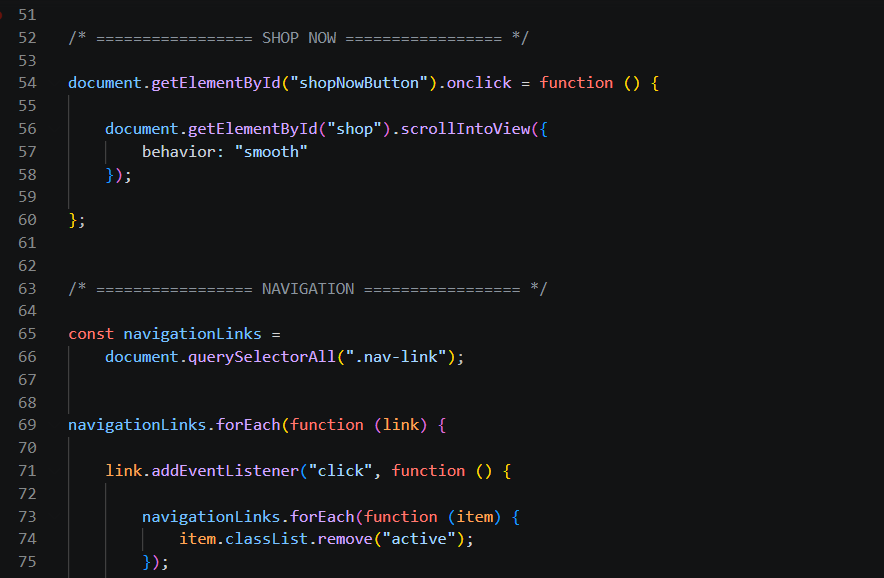 51
52 /* ================= SHOP NOW ================= */
53
54 document.getElementById("shopNowButton").onclick = function () {
55
56     document.getElementById("shop").scrollIntoView({
57         behavior: "smooth"
58     });
59
60 };
61
62
63 /* ================= NAVIGATION ================= */
64
65 const navigationLinks =
66     document.querySelectorAll(".nav-link");
67
68
69 navigationLinks.forEach(function (link) {
70
71     link.addEventListener("click", function () {
72
73         navigationLinks.forEach(function (item) {
74             item.classList.remove("active");
75         });